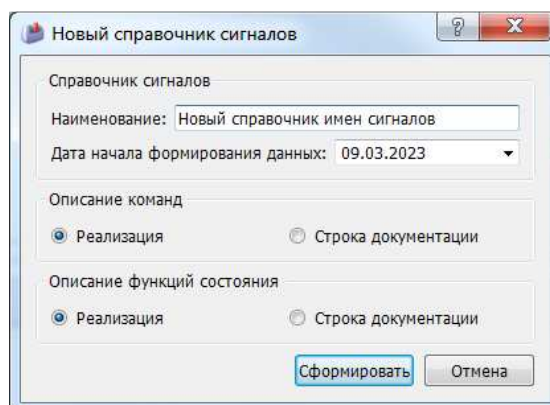 Новый справочник сигналов
Справочник сигналов
Наименование: Новый справочник имен сигналов
Дата начала формирования данных: 09.03.2023
Описание команд
Реализация Строка документации
Описание функций состояния
Реализация Строка документации
Сформировать Отмена